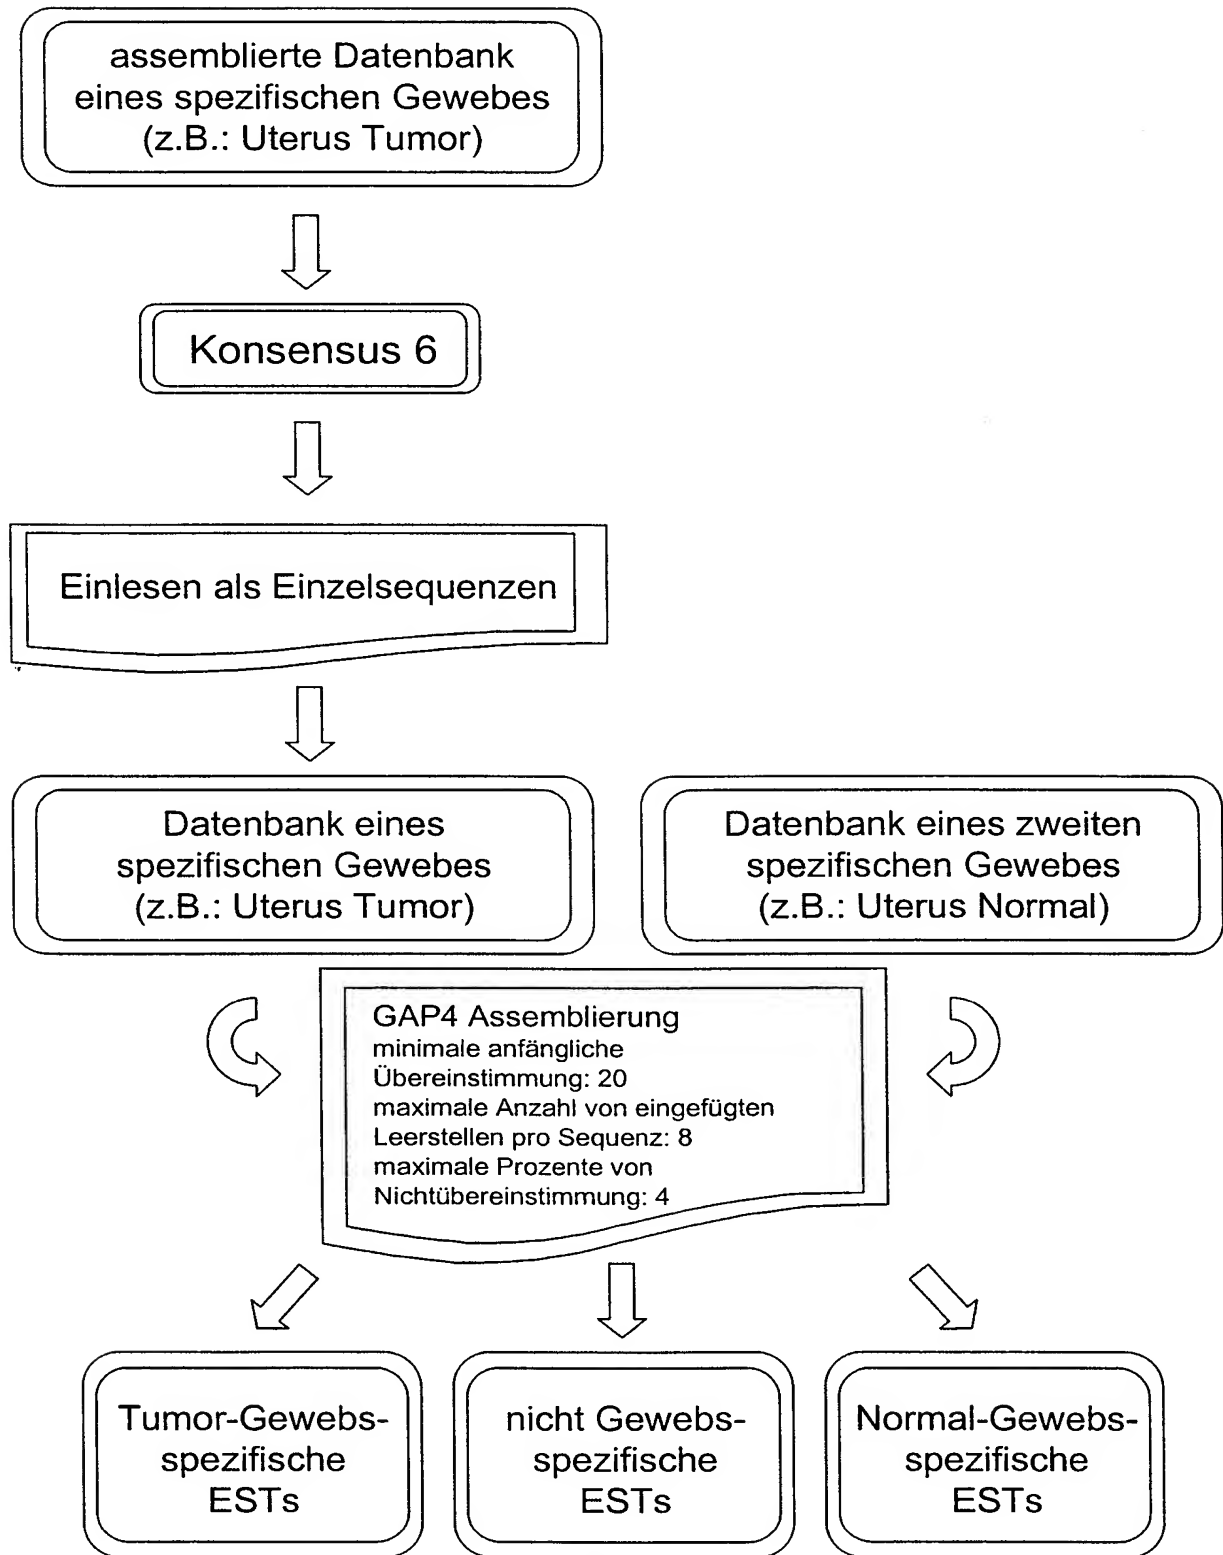 assemblierte Datenbank
eines spezifischen Gewebes
(z.B.: Uterus Tumor)
Konsensus 6
Einlesen als Einzelsequenzen
Datenbank eines
spezifischen Gewebes
(z.B.: Uterus Tumor)
Datenbank eines zweiten
spezifischen Gewebes
(z.B.: Uterus Normal)
GAP4 Assemblierung
minimale anfängliche
Übereinstimmung: 20
maximale Anzahl von eingefügten
Leerstellen pro Sequenz: 8
maximale Prozente von
Nichtübereinstimmung: 4
Tumor-Gewebs-
spezifische
ESTs
nicht Gewebs-
spezifische
ESTs
Normal-Gewebs-
spezifische
ESTs